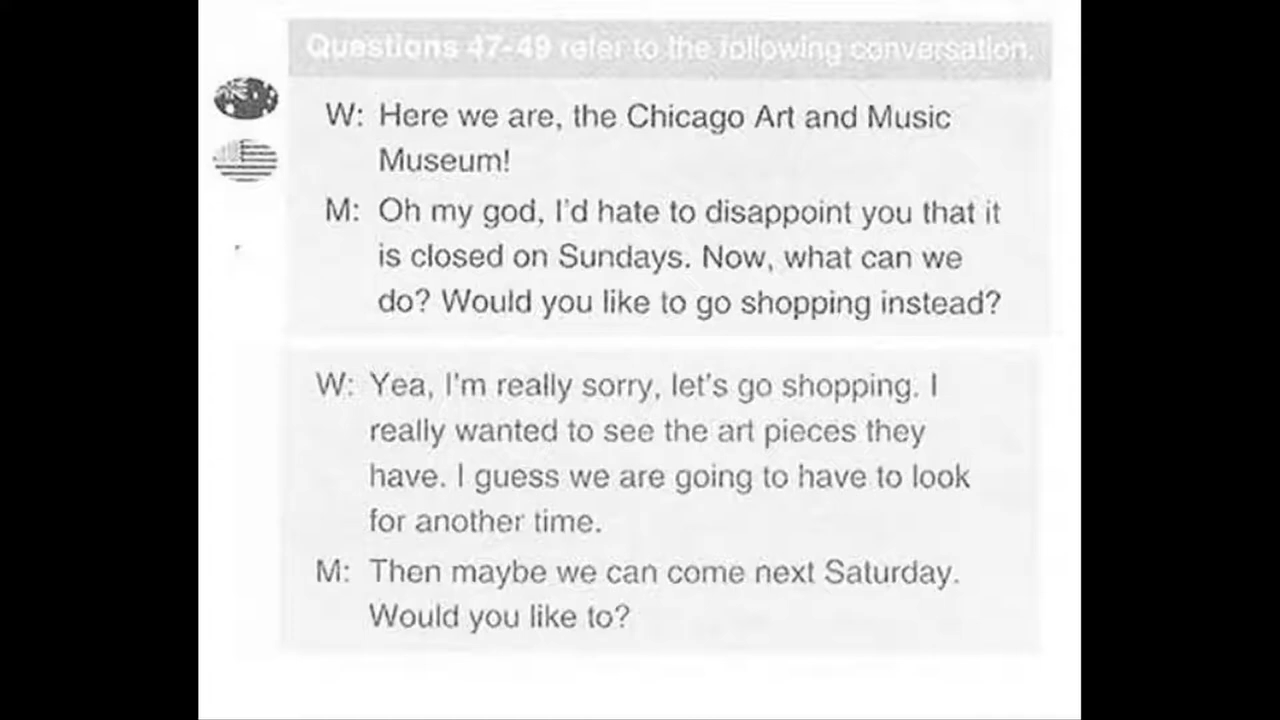 Questions 47-49 refer to the following conversation.
W: Here we are, the Chicago Art and Music
Museum!
M: Oh my god, I'd hate to disappoint you that it
is closed on Sundays. Now, what can we
do? Would you like to go shopping instead?
W: Yea, I'm really sorry, let's go shopping. I
really wanted to see the art pieces they
have. I guess we are going to have to look
for another time.
M: Then maybe we can come next Saturday.
Would you like to?